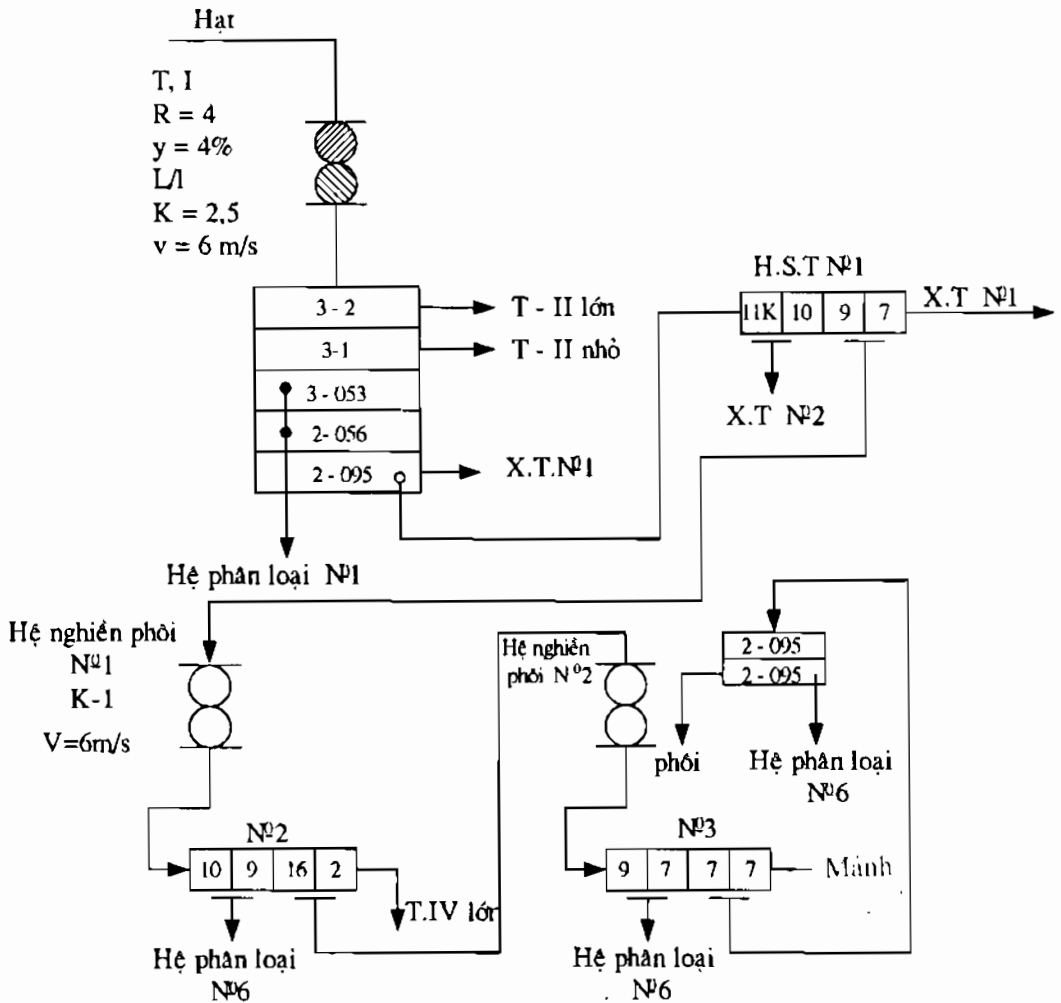 Hạt
T, I
R = 4
y = 4%
L/l
K = 2,5
v = 6 m/s
3 - 2
T - II lớn
3-1
T - II nhỏ
3 - 053
2- 056
2 - 095
X.T.Nº1
Hệ phân loại Nº1
H.S.T Nº1
11K 10 9 7
X.T Nº1
X.T Nº2
Hệ nghiền phôi
Nº1
K-1
V=6m/s
Hệ nghiền
phôi Nº2
2 - 095
2 - 095
phôi
Hệ phân loại
Nº6
Nº2
10 9 16 2
T.IV lớn
Hệ phân loại
Nº6
Nº3
9 7 7 7
Mảnh
Hệ phân loại
Nº6